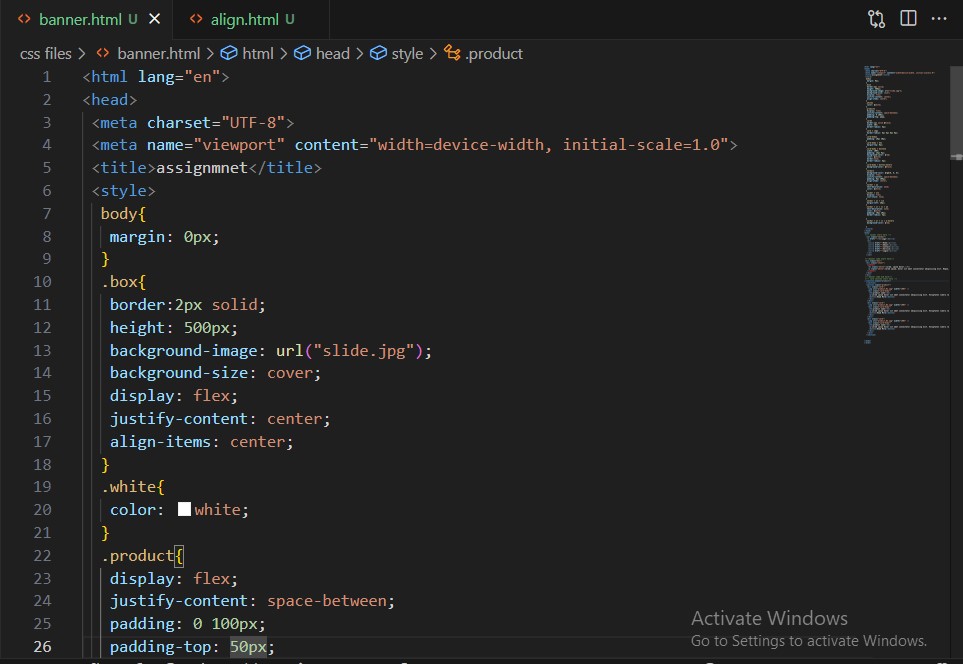 banner.html U
align.html U
css files > banner.html > html > head > style > .product
1 <html lang="en">
2 <head>
3 <meta charset="UTF-8">
4 <meta name="viewport" content="width=device-width, initial-scale=1.0">
5 <title>assignmnet</title>
6 <style>
7 body{
8 margin: 0px;
9 }
10 .box{
11 border:2px solid;
12 height: 500px;
13 background-image: url("slide.jpg");
14 background-size: cover;
15 display: flex;
16 justify-content: center;
17 align-items: center;
18 }
19 .white{
20 color: white;
21 }
22 .product{
23 display: flex;
24 justify-content: space-between;
25 padding: 0 100px;
26 padding-top: 50px;
Activate Windows
Go to Settings to activate Windows.